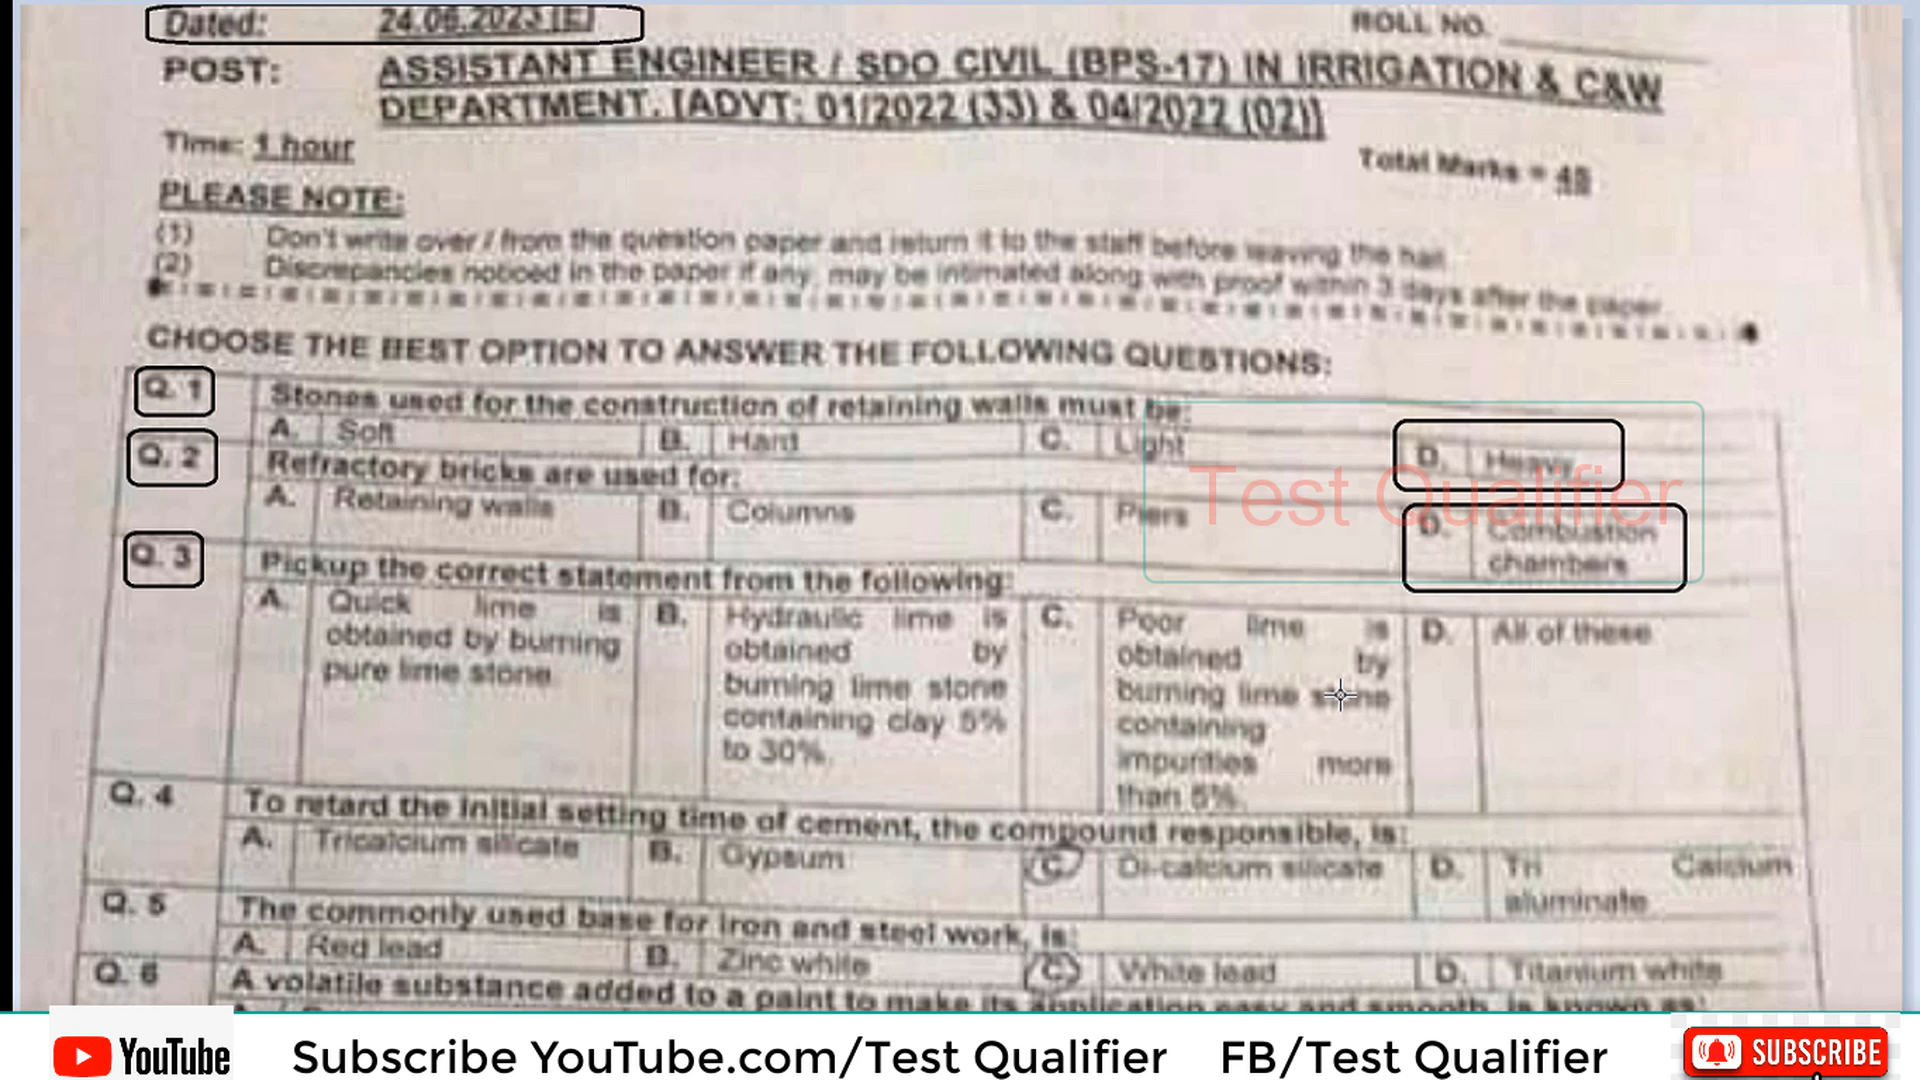 Dated: 24.06.2023 (E)
ROLL NO.
POST: ASSISTANT ENGINEER / SDO CIVIL (BPS-17) IN IRRIGATION & C&W
DEPARTMENT. [ADVT: 01/2022 (33) & 04/2022 (02)]
Time: 1 hour
Total Marks = 45
PLEASE NOTE:
(1) Don't write over / from the question paper and return it to the staff before leaving the hall
(2) Discrepancies noticed in the paper if any, may be intimated along with proof within 3 days after the paper
CHOOSE THE BEST OPTION TO ANSWER THE FOLLOWING QUESTIONS:
Q. 1 Stones used for the construction of retaining walls must be:
A. Soft B. Hard C. Light D. Heavy
Test Qualifier
Q. 2 Refractory bricks are used for:
A. Retaining walls B. Columns C. Piers D. Combustion chambers
Q. 3 Pickup the correct statement from the following:
A. Quick lime is obtained by burning pure lime stone
B. Hydraulic lime is obtained by burning lime stone containing clay 5% to 30%.
C. Poor lime is obtained by burning lime stone containing impurities more than 5%.
D. All of these
Q. 4 To retard the initial setting time of cement, the compound responsible, is:
A. Tricalcium silicate B. Gypsum C. Di-calcium silicate D. Tri Calcium aluminate
Q. 5 The commonly used base for iron and steel work, is:
A. Red lead B. Zinc white C. White lead D. Titanium white
Q. 6 A volatile substance added to a paint to make its application easy and smooth, is known as:
YouTube
Subscribe YouTube.com/Test Qualifier FB/Test Qualifier
SUBSCRIBE